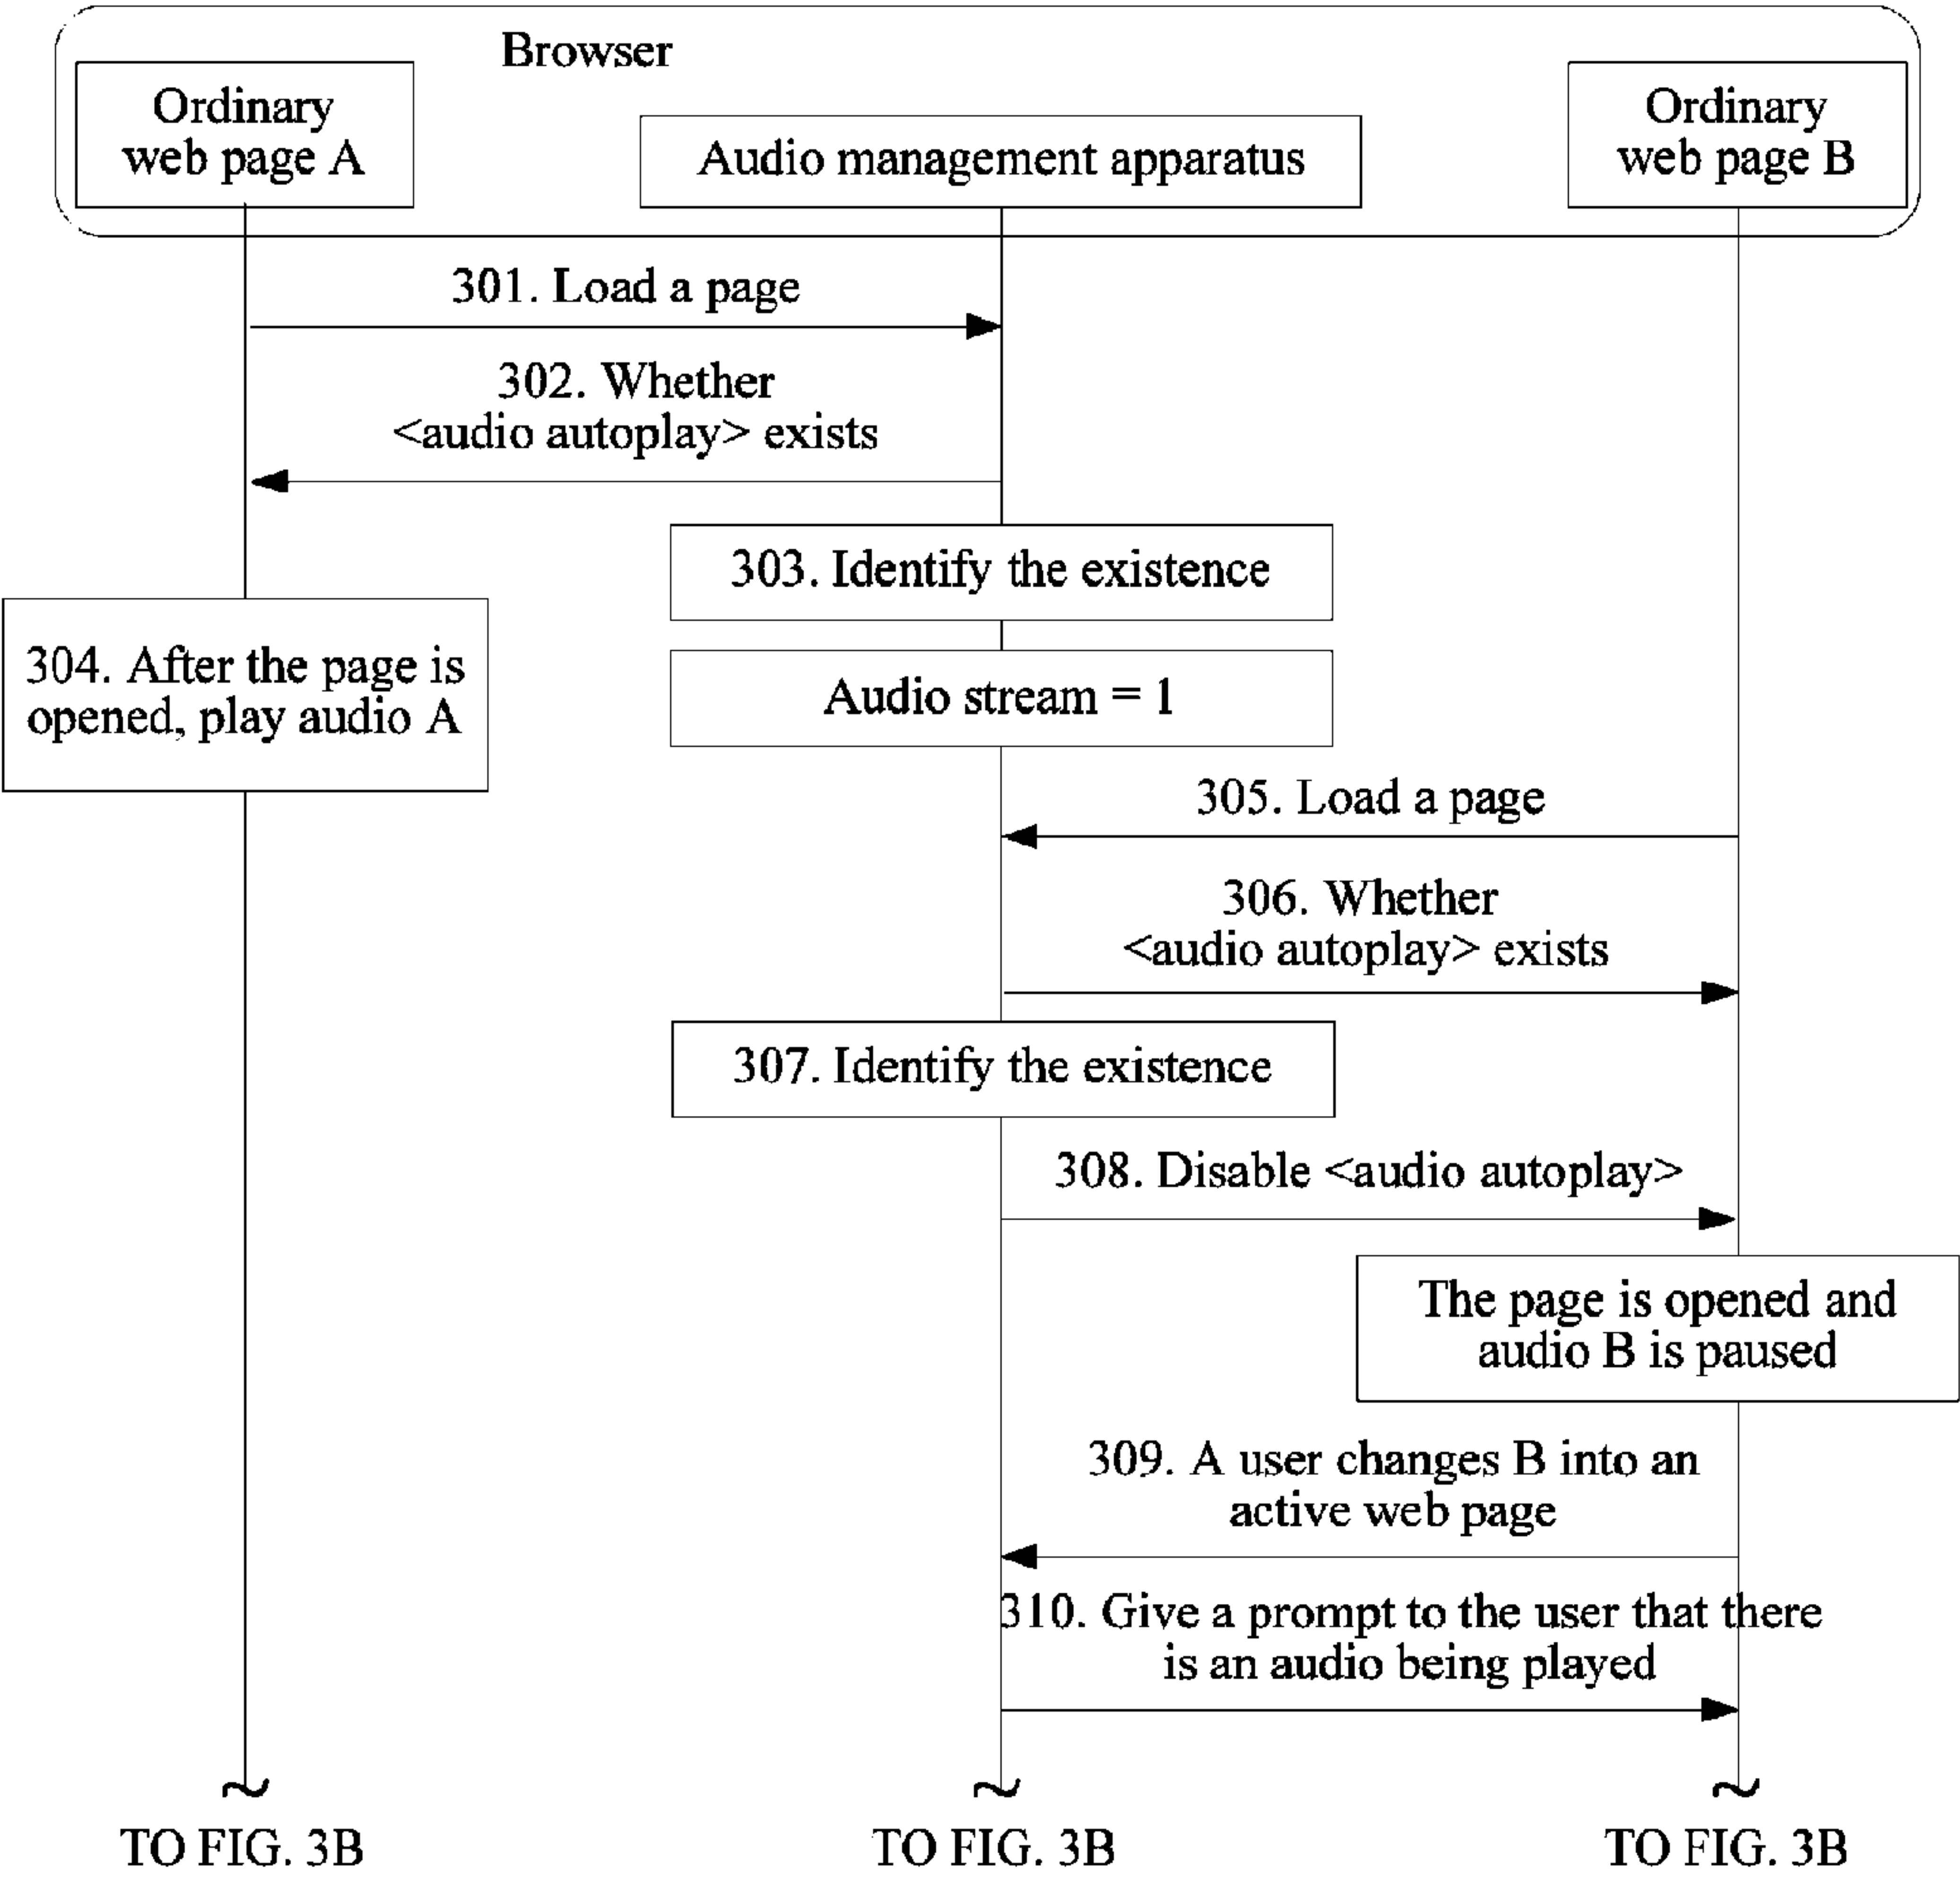 Browser
Ordinary
web page A
Audio management apparatus
Ordinary
web page B
301. Load a page
302. Whether
<audio autoplay> exists
303. Identify the existence
304. After the page is
opened, play audio A
Audio stream = 1
305. Load a page
306. Whether
<audio autoplay> exists
307. Identify the existence
308. Disable <audio autoplay>
The page is opened and
audio B is paused
309. A user changes B into an
active web page
310. Give a prompt to the user that there
is an audio being played
~
~
~
TO FIG. 3B
TO FIG. 3B
TO FIG. 3B